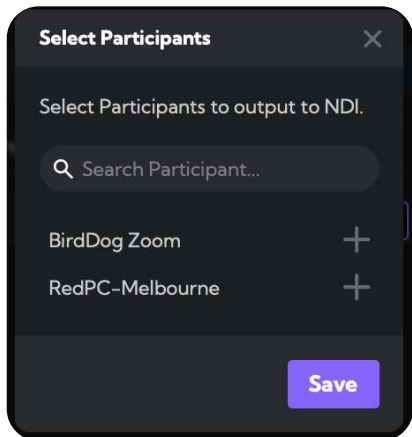 Select Participants
Select Participants to output to NDI.
Search Participant...
BirdDog Zoom
RedPC-Melbourne
Save